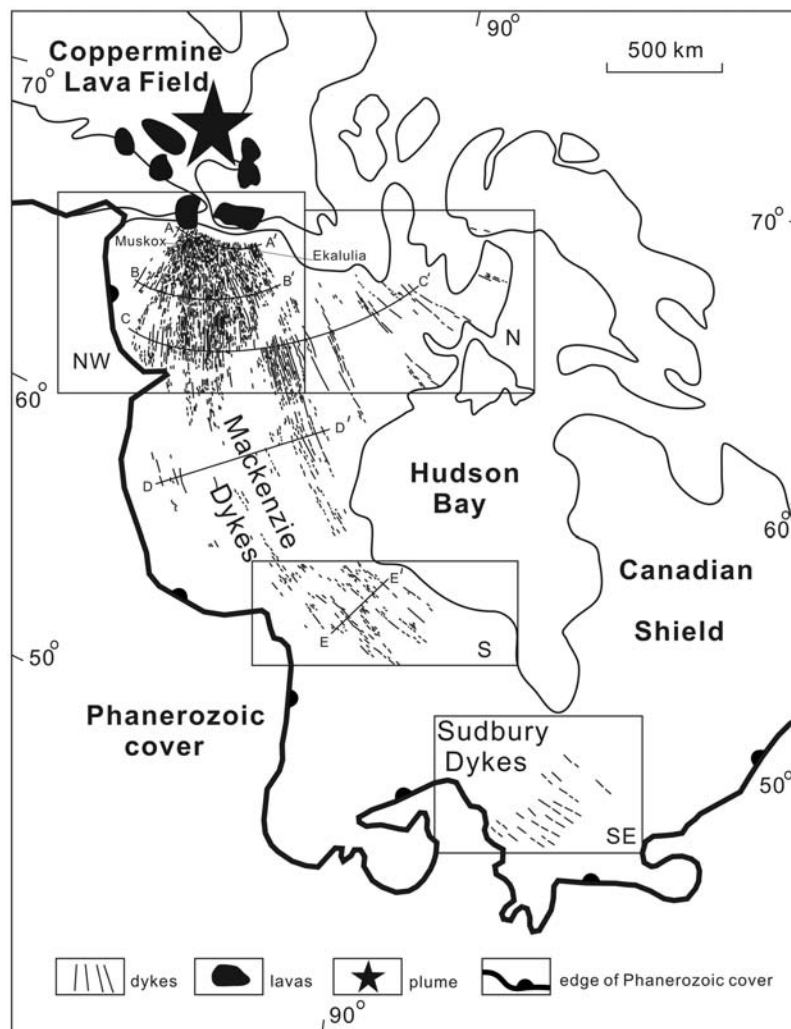 90°
Coppermine
Lava Field
500 km
70°
70°
A
A'
Muskox
Ekalulia
B
B'
C
C'
NW
N
60°
Mackenzie
Dykes
D
D'
Hudson
Bay
60°
Canadian
Shield
E'
E
S
50°
Phanerozoic
cover
Sudbury
Dykes
50°
SE
dykes
lavas
plume
edge of Phanerozoic cover
90°